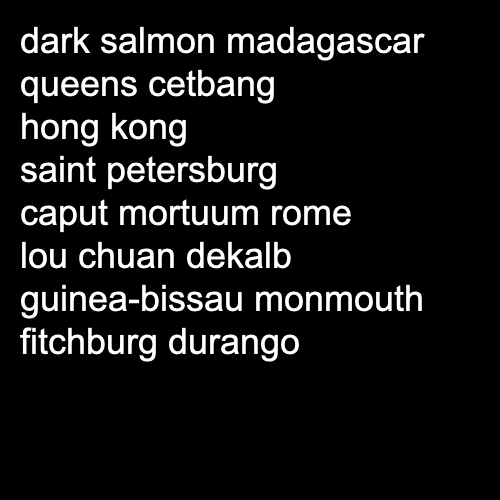 dark salmon madagascar
queens cetbang
hong kong
saint petersburg
caput mortuum rome
lou chuan dekalb
guinea-bissau monmouth
fitchburg durango